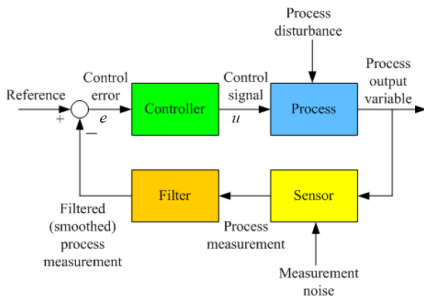 Process
disturbance
Control
error
Control
signal
Process
output
variable
Reference
+
−
e
Controller
u
Process
Filter
Sensor
Filtered
(smoothed)
process
measurement
Process
measurement
Measurement
noise